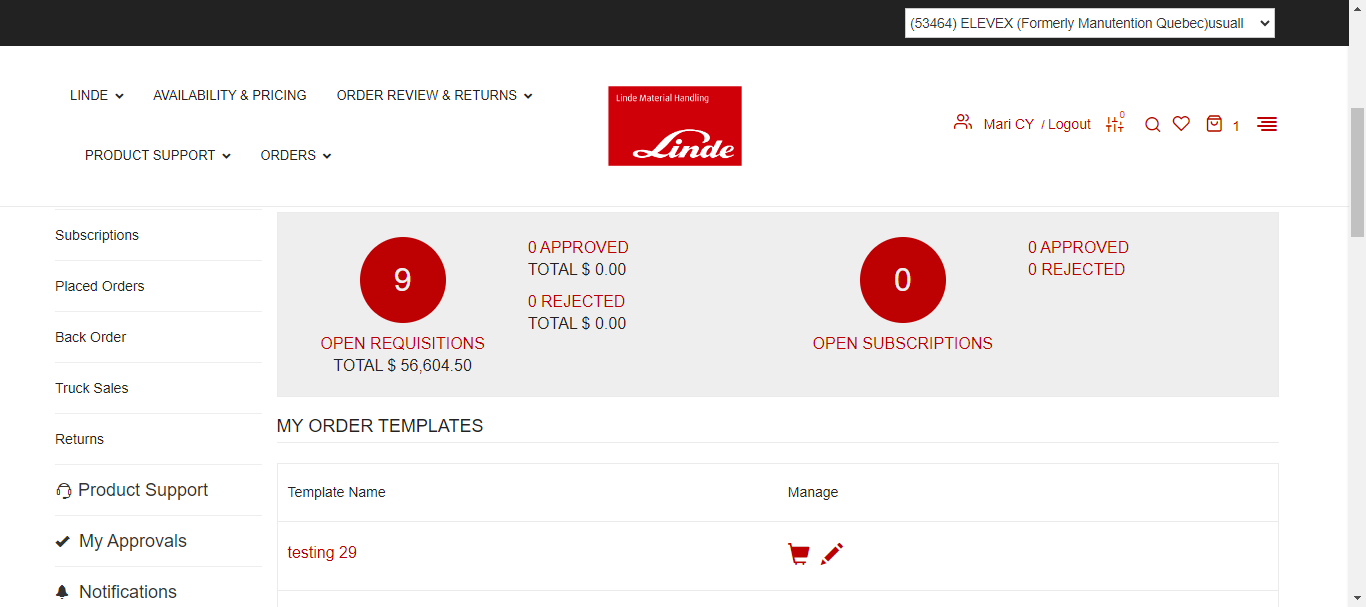 (53464) ELEVEX (Formerly Manutention Quebec)usuall
LINDE
AVAILABILITY & PRICING
ORDER REVIEW & RETURNS
PRODUCT SUPPORT
ORDERS
Linde Material Handling
Linde
Mari CY / Logout
0
1
Subscriptions
Placed Orders
Back Order
Truck Sales
Returns
Product Support
My Approvals
Notifications
9
OPEN REQUISITIONS
TOTAL $ 56,604.50
0 APPROVED
TOTAL $ 0.00
0 REJECTED
TOTAL $ 0.00
0
OPEN SUBSCRIPTIONS
0 APPROVED
0 REJECTED
MY ORDER TEMPLATES
Template Name
Manage
testing 29